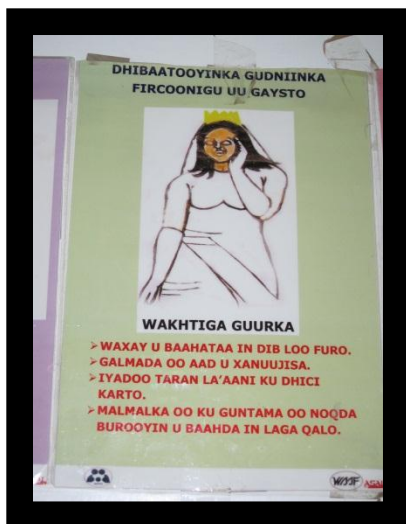 DHIBAATOOYINKA GUDNIINKA
FIRCOONIGU UU GAYSTO
WAKHTIGA GUURKA
➢WAXAY U BAAHATAA IN DIB LOO FURO.
➢GALMADA OO AAD U XANUUJISA.
➢IYADOO TARAN LA'AANI KU DHICI
KARTO.
➢MALMALKA OO KU GUNTAMA OO NOQDA
BUROOYIN U BAAHDA IN LAGA QALO.